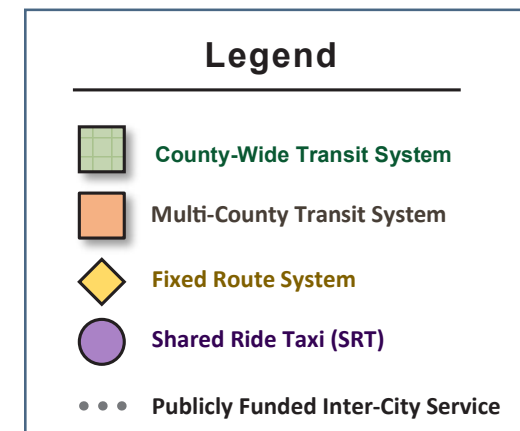 Legend
County-Wide Transit System
Multi-County Transit System
Fixed Route System
Shared Ride Taxi (SRT)
Publicly Funded Inter-City Service